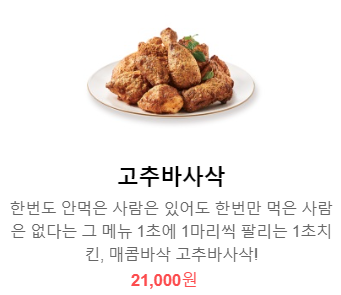 고추바사삭
한번도 안먹은 사람은 있어도 한번만 먹은 사람
은 없다는 그 메뉴 1초에 1마리씩 팔리는 1초치
킨, 매콤바삭 고추바사삭!
21,000원